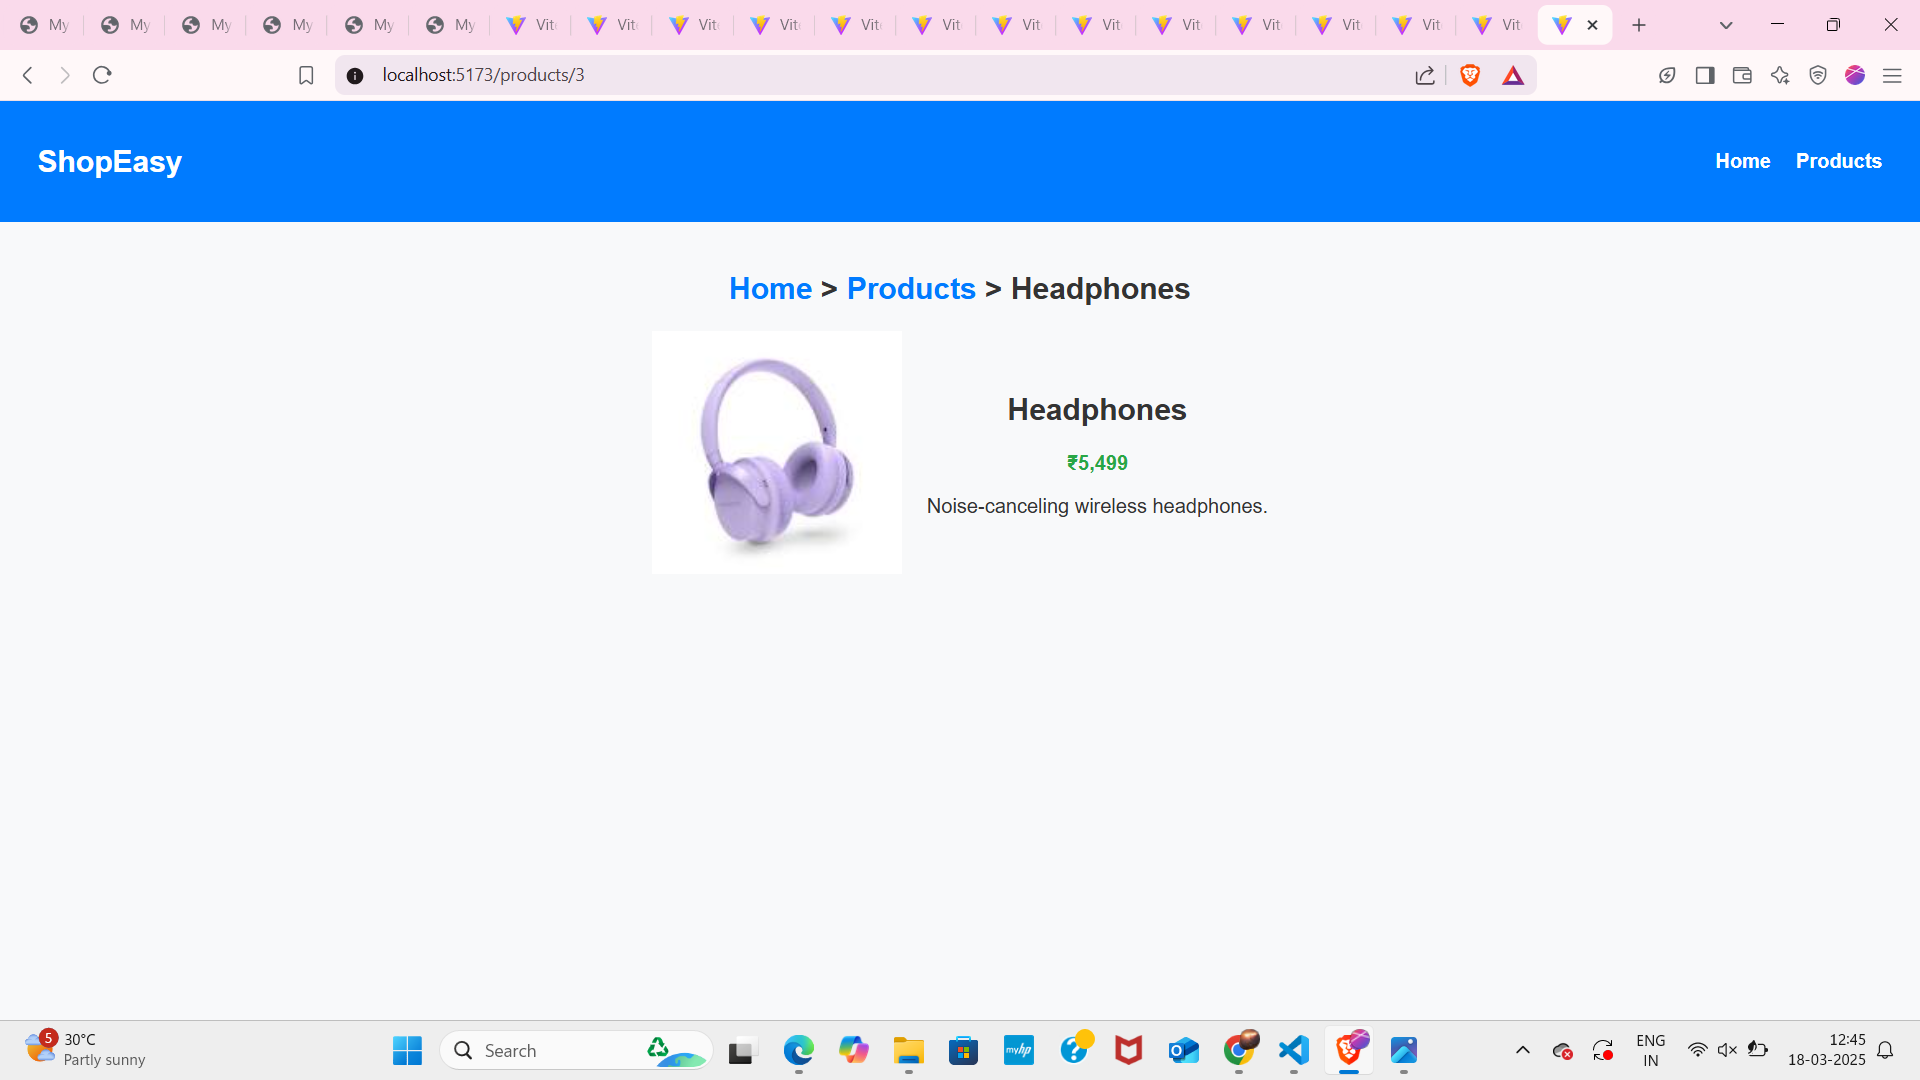 My My My My My My Vit Vit Vit Vit Vit Vit Vit Vit Vit Vit Vit Vit Vit
localhost:5173/products/3
ShopEasy
Home Products
Home > Products > Headphones
Headphones
₹5,499
Noise-canceling wireless headphones.
5 30°C
Partly sunny
Search
myhp
ENG
IN
12:45
18-03-2025